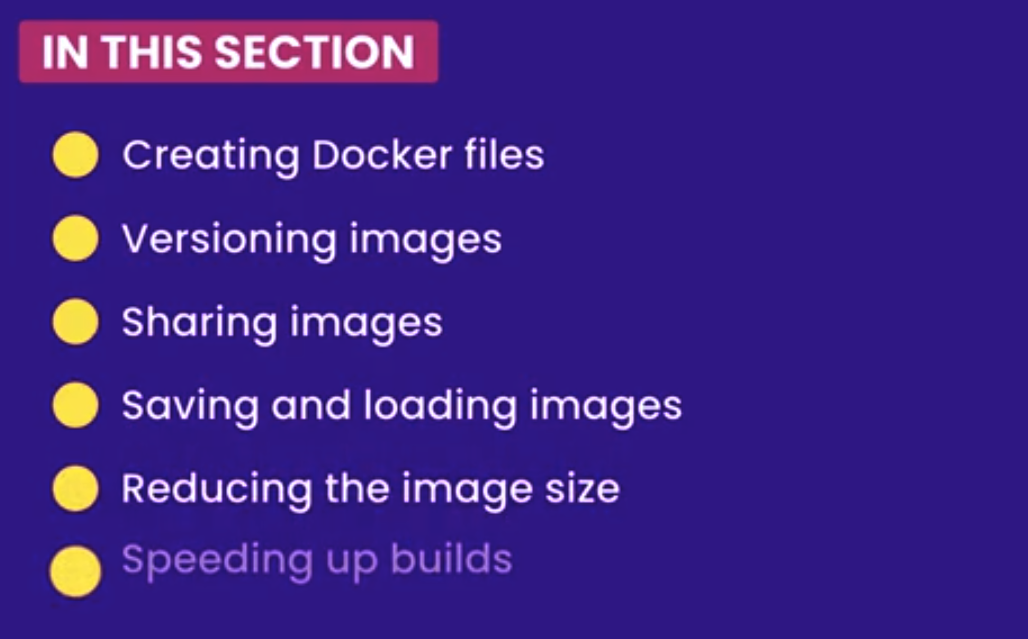 IN THIS SECTION
Creating Docker files
Versioning images
Sharing images
Saving and loading images
Reducing the image size
Speeding up builds